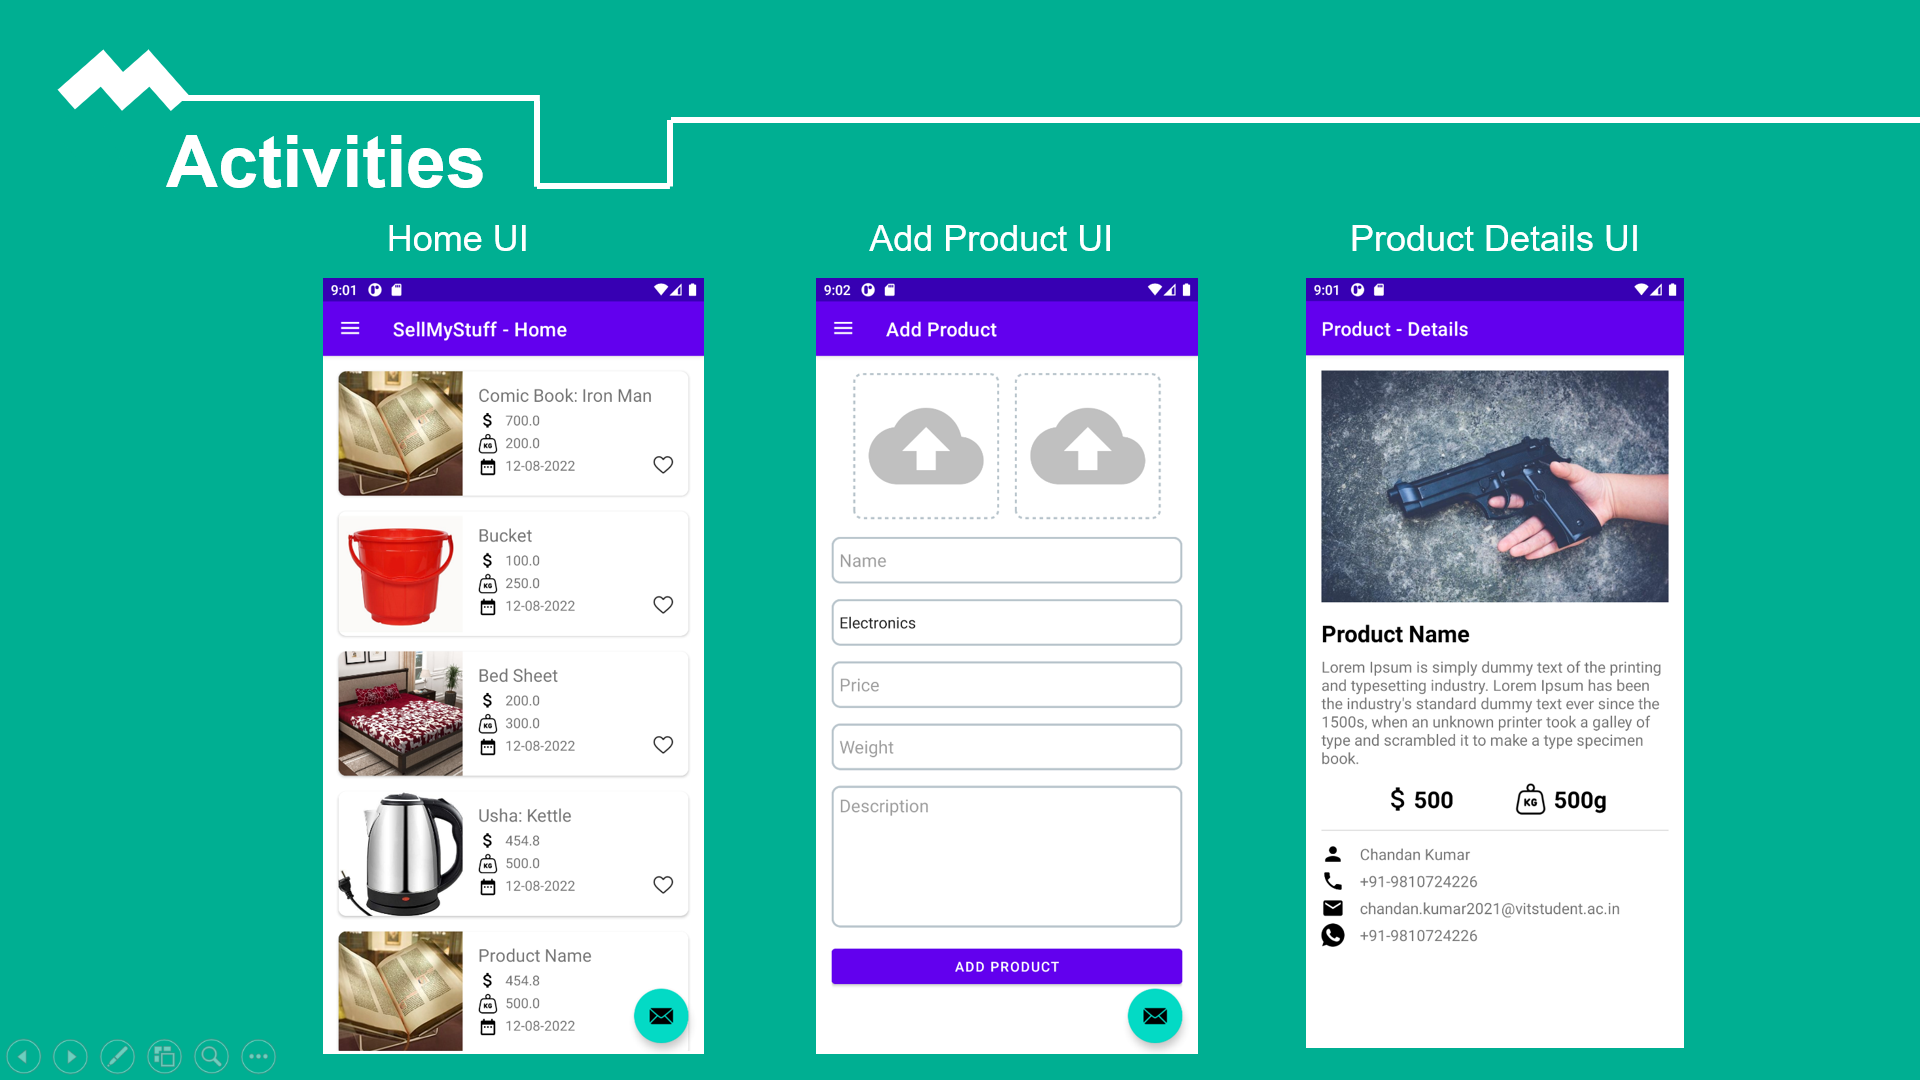 Activities
Home UI
Add Product UI
Product Details UI
9:01
SellMyStuff - Home
Comic Book: Iron Man
$ 700.0
KG 200.0
12-08-2022
Bucket
$ 100.0
KG 250.0
12-08-2022
Bed Sheet
$ 200.0
KG 300.0
12-08-2022
Usha: Kettle
$ 454.8
KG 500.0
12-08-2022
Product Name
$ 454.8
KG 500.0
12-08-2022
9:02
Add Product
Name
Electronics
Price
Weight
Description
ADD PRODUCT
9:01
Product - Details
Product Name
Lorem Ipsum is simply dummy text of the printing
and typesetting industry. Lorem Ipsum has been
the industry's standard dummy text ever since the
1500s, when an unknown printer took a galley of
type and scrambled it to make a type specimen
book.
$ 500 KG 500g
Chandan Kumar
+91-9810724226
chandan.kumar2021@vitstudent.ac.in
+91-9810724226